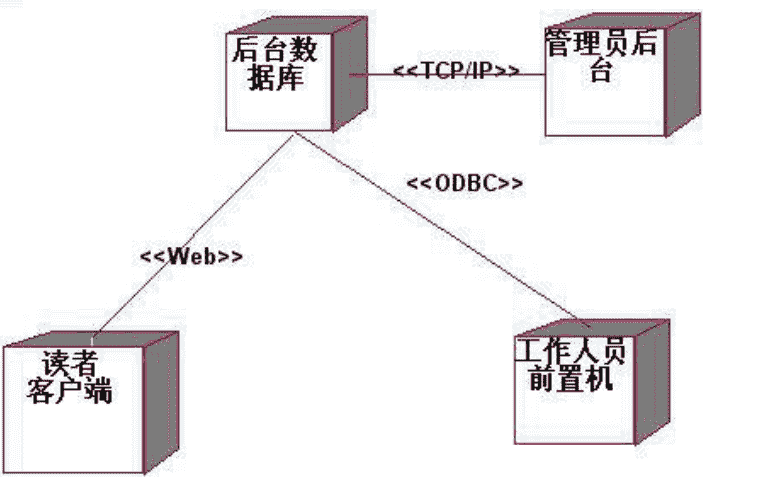 后台数
据库
<<TCP/IP>>
管理员后
台
<<ODBC>>
<<Web>>
读者
客户端
工作人员
前置机